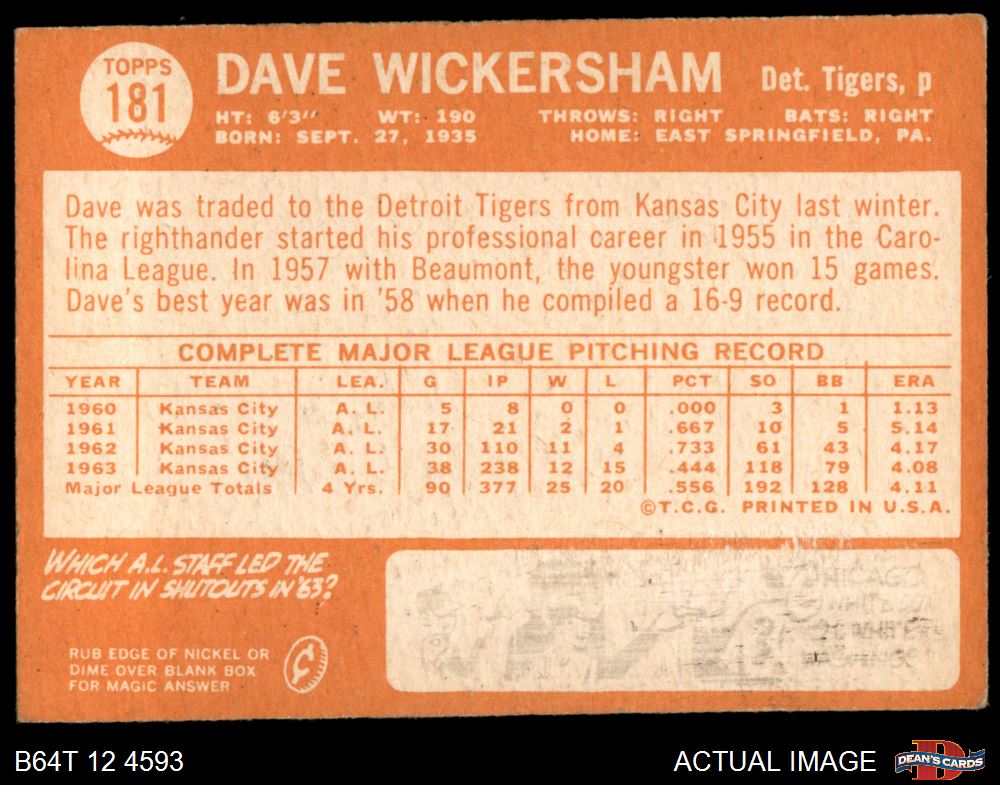 TOPPS
181
DAVE WICKERSHAM Det. Tigers, p
HT: 6'3" WT: 190 THROWS: RIGHT BATS: RIGHT
BORN: SEPT. 27, 1935 HOME: EAST SPRINGFIELD, PA.
Dave was traded to the Detroit Tigers from Kansas City last winter.
The righthander started his professional career in 1955 in the Caro-
lina League. In 1957 with Beaumont, the youngster won 15 games.
Dave's best year was in '58 when he compiled a 16-9 record.
COMPLETE MAJOR LEAGUE PITCHING RECORD
YEAR TEAM LEA. G IP W L PCT SO BB ERA
1960 Kansas City A. L. 5 8 0 0 .000 3 1 1.13
1961 Kansas City A. L. 17 21 2 1 .667 10 5 5.14
1962 Kansas City A. L. 30 110 11 4 .733 61 43 4.17
1963 Kansas City A. L. 38 238 12 15 .444 118 79 4.08
Major League Totals 4 Yrs. 90 377 25 20 .556 192 128 4.11
©T.C.G. PRINTED IN U.S.A.
WHICH A.L. STAFF LED THE
CIRCUIT IN SHUTOUTS IN '63?
RUB EDGE OF NICKEL OR
DIME OVER BLANK BOX
FOR MAGIC ANSWER
B64T 12 4593 ACTUAL IMAGE DEAN'S CARDS